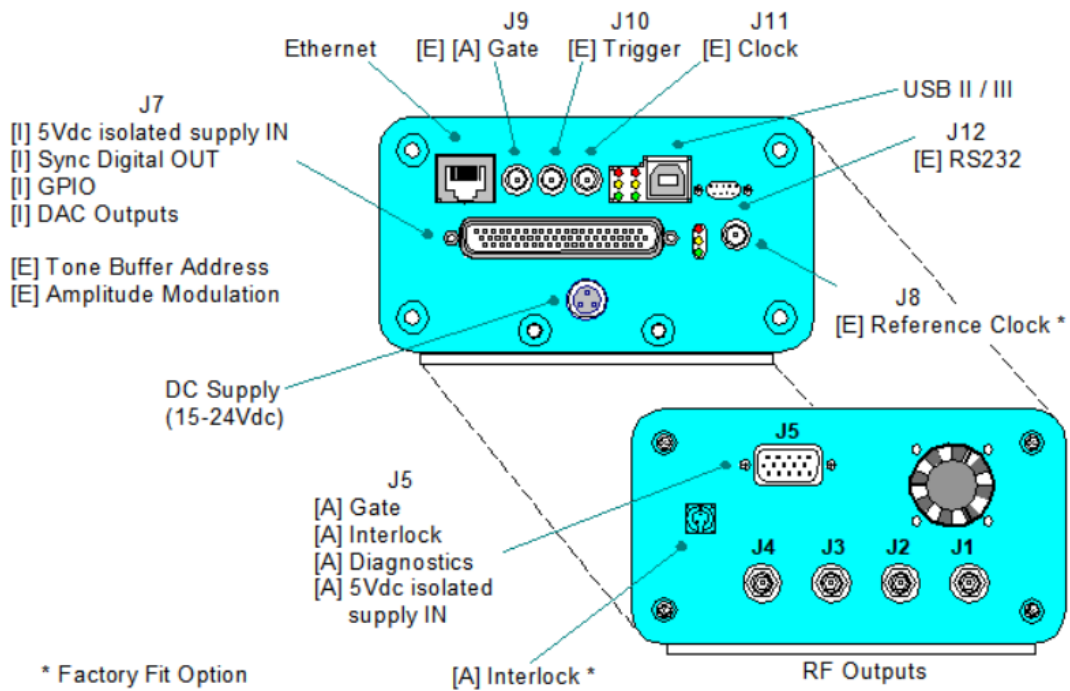 J9
[E] [A] Gate
J10
[E] Trigger
J11
[E] Clock
Ethernet
USB II / III
J7
[I] 5Vdc isolated supply IN
[I] Sync Digital OUT
[I] GPIO
[I] DAC Outputs
[E] Tone Buffer Address
[E] Amplitude Modulation
J12
[E] RS232
J8
[E] Reference Clock *
DC Supply
(15-24Vdc)
J5
[A] Gate
[A] Interlock
[A] Diagnostics
[A] 5Vdc isolated
supply IN
J5
J4
J3
J2
J1
* Factory Fit Option
[A] Interlock *
RF Outputs